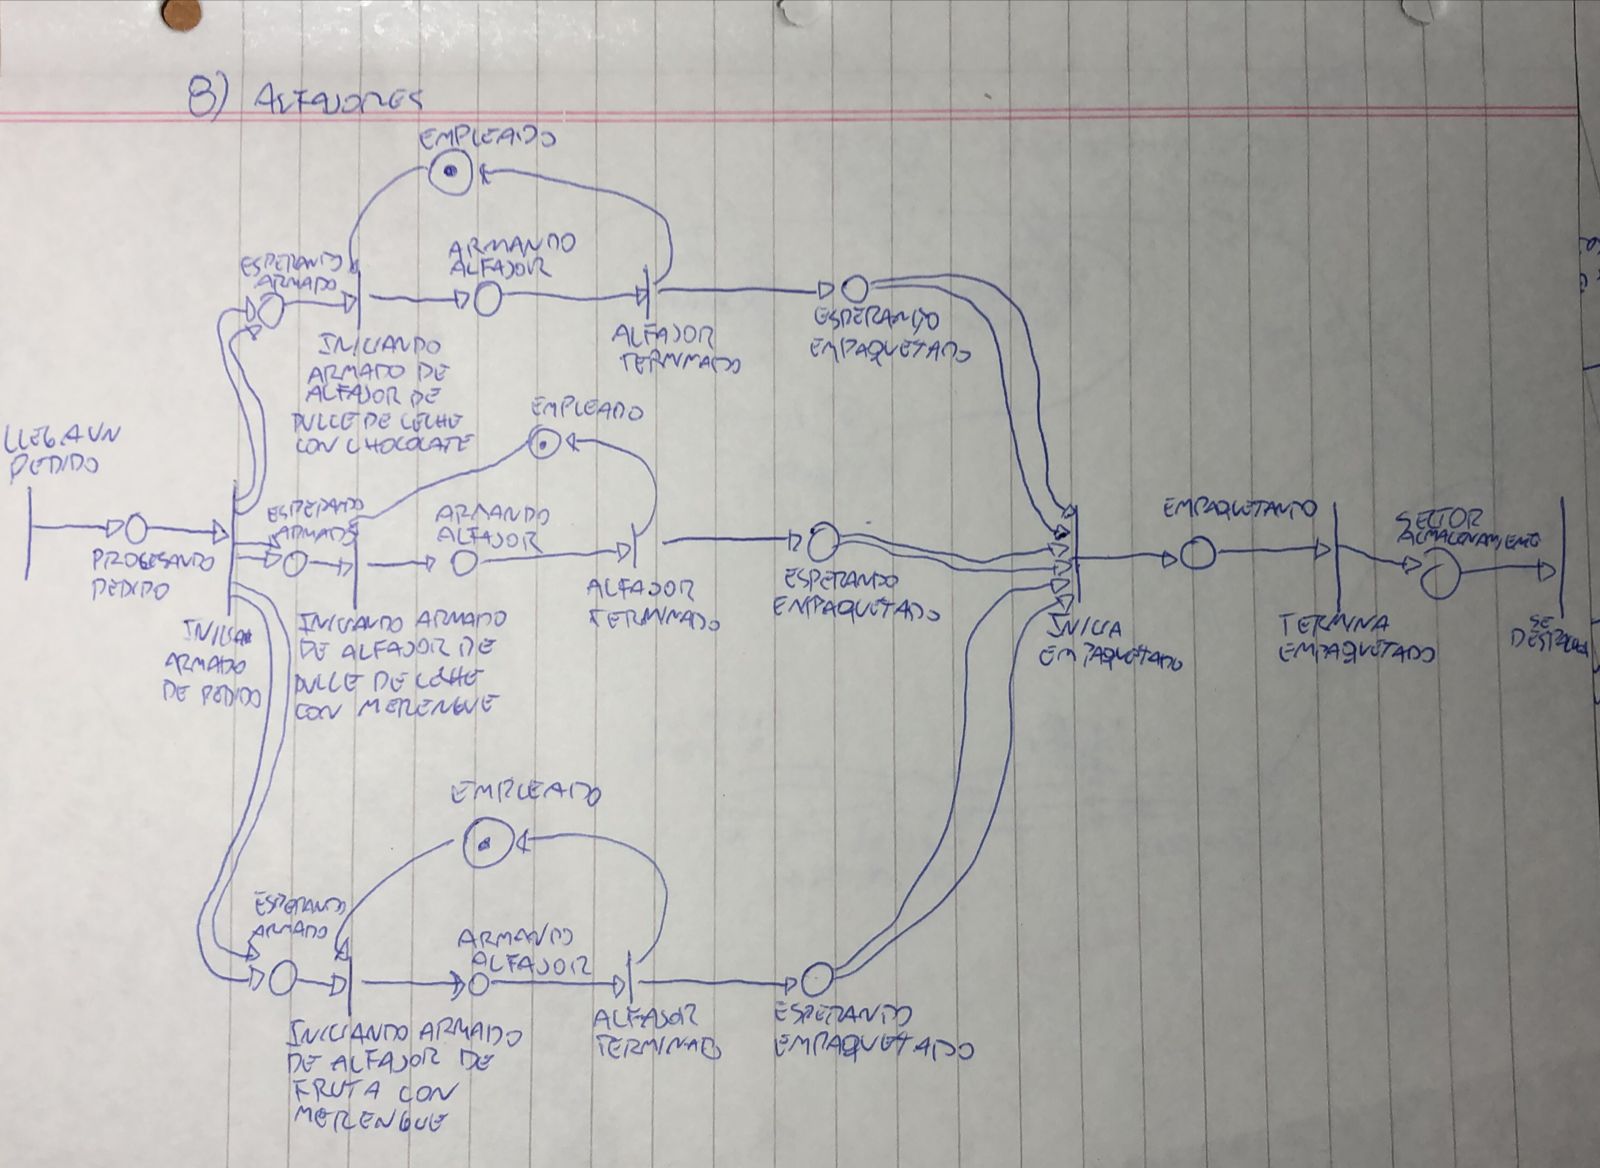 8) ALFAJORES
EMPLEADO
ESPERANDO
ARMADO
ARMANDO
ALFAJOR
INICIANDO
ARMADO DE
ALFAJOR DE
DULCE DE LECHE
CON CHOCOLATE
ALFAJOR
TERMINADO
ESPERANDO
EMPAQUETADO
LLEGA UN
PEDIDO
PROCESANDO
PEDIDO
INICIA
ARMADO
DE PEDIDO
EMPLEADO
ESPERANDO
ARMADO
ARMANDO
ALFAJOR
INICIANDO ARMADO
DE ALFAJOR DE
DULCE DE LECHE
CON MERENGUE
ALFAJOR
TERMINADO
ESPERANDO
EMPAQUETADO
INICIA
EMPAQUETADO
EMPAQUETANDO
TERMINA
EMPAQUETADO
SECTOR
ALMACENAMIENTO
SE
DESPACHA
EMPLEADO
ESPERANDO
ARMADO
ARMANDO
ALFAJOR
INICIANDO ARMADO
DE ALFAJOR DE
FRUTA CON
MERENGUE
ALFAJOR
TERMINADO
ESPERANDO
EMPAQUETADO